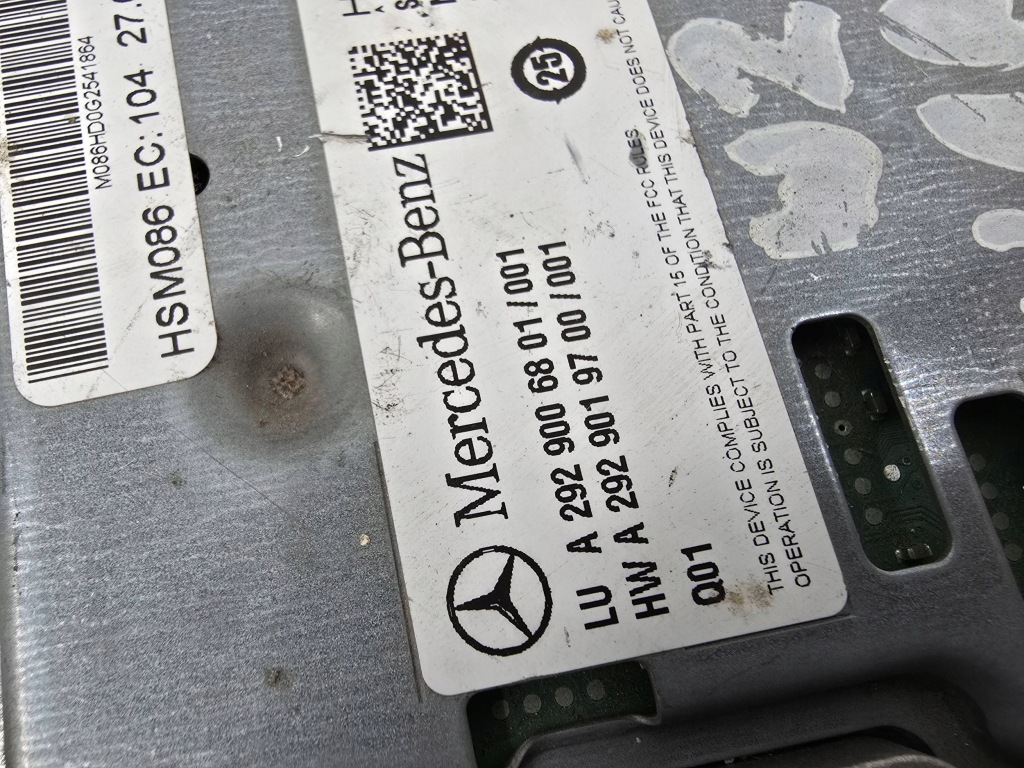 M086HD0G2541864
HSM086 EC: 104 27.
25
Mercedes-Benz
LU A 292 900 68 01/001
HW A 292 901 97 00/001
Q01
THIS DEVICE COMPLIES WITH PART 15 OF THE FCC RULES
OPERATION IS SUBJECT TO THE CONDITION THAT THIS DEVICE DOES NOT CAU